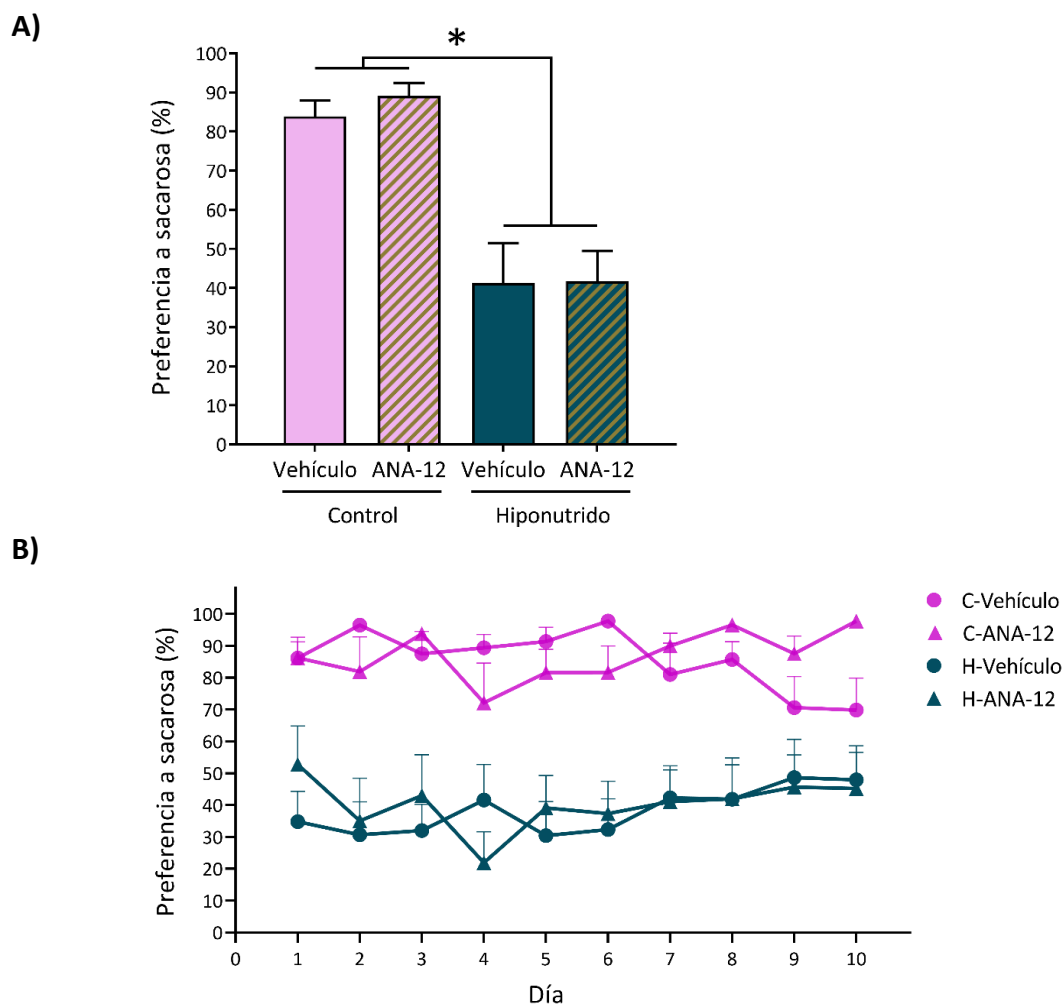 A)
*
Preferencia a sacarosa (%)
100
90
80
70
60
50
40
30
20
10
0
Vehículo ANA-12 Vehículo ANA-12
Control Hiponutrido
B)
Preferencia a sacarosa (%)
100
90
80
70
60
50
40
30
20
10
0
0 1 2 3 4 5 6 7 8 9 10
Día
C-Vehículo
C-ANA-12
H-Vehículo
H-ANA-12